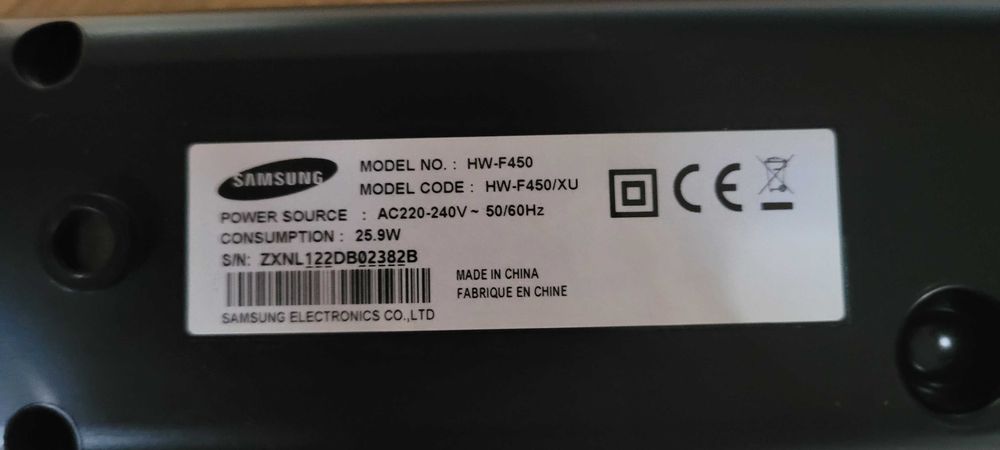 SAMSUNG
MODEL NO. : HW-F450
MODEL CODE : HW-F450/XU
POWER SOURCE : AC220-240V ~ 50/60Hz
CONSUMPTION : 25.9W
S/N: ZXNL122DB02382B
MADE IN CHINA
FABRIQUE EN CHINE
SAMSUNG ELECTRONICS CO.,LTD
CE